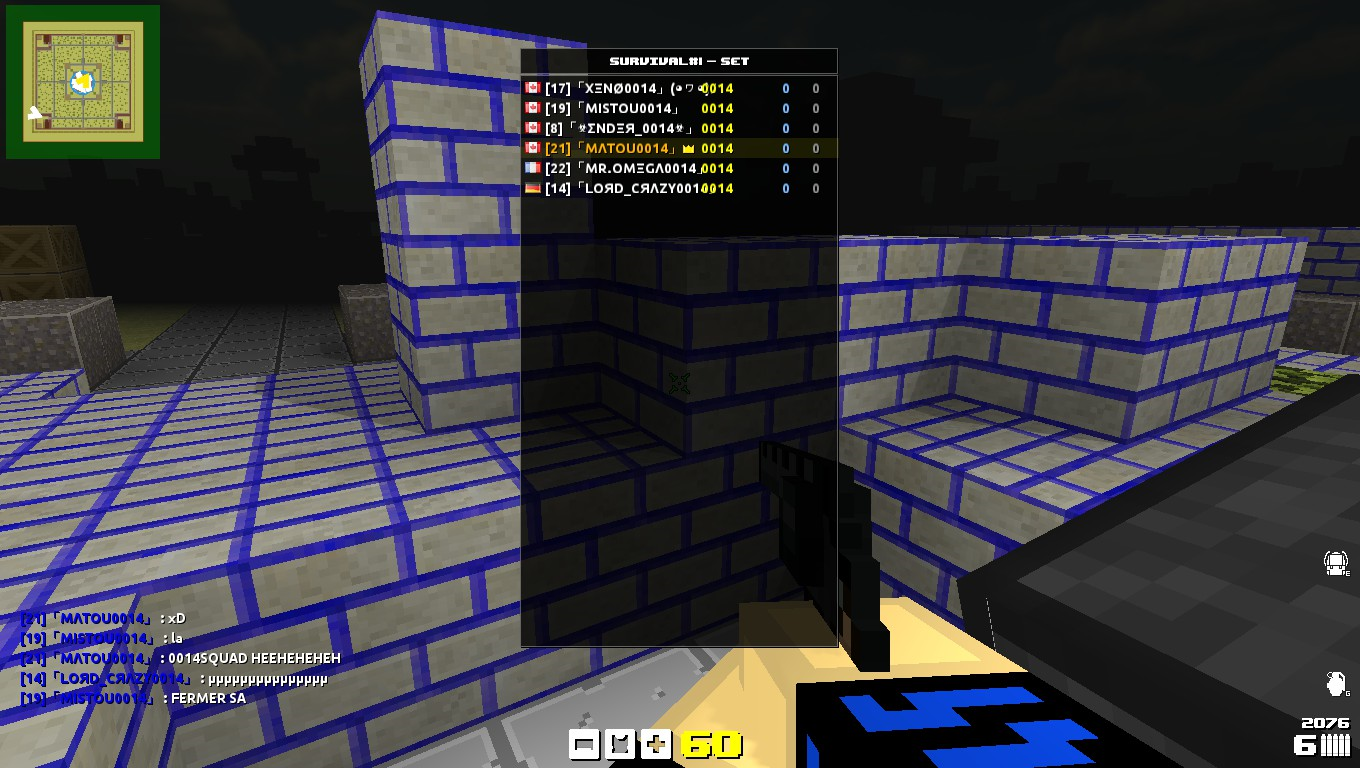 SURVIVAL#1 – SET
[17]「XΞNØ0014」(◕ワ◕ 0014 0 0
[19]「MISTOU0014」 0014 0 0
[8]「☣ΣNDΞЯ_0014☣」 0014 0 0
[21]「MΛTOU0014」 0014 0 0
[22]「MR.OMΞGΛ0014」 0014 0 0
[14]「LOЯD_CЯΛZY0014 0014 0 0
[21]「MΛTOU0014」 : xD
[19]「MISTOU0014」 : la
[21]「MΛTOU0014」 : 0014SQUAD HEEHEHEHEH
[14]「LOЯD_CЯΛZY0014」 : µµµµµµµµµµµµµµµ
[19]「MISTOU0014」 : FERMER SA
E
G
2076
60
6